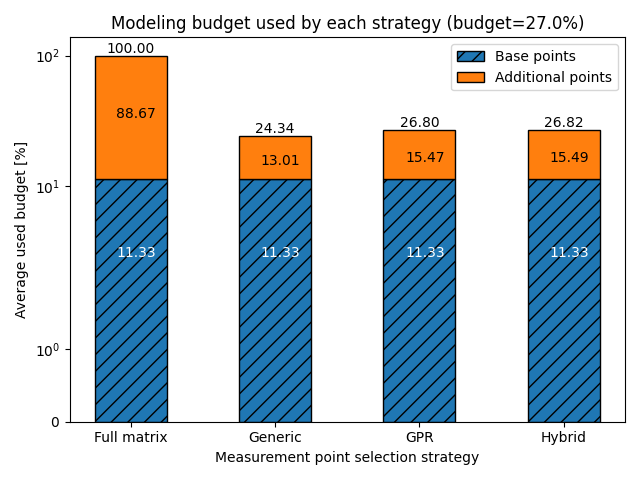 Modeling budget used by each strategy (budget=27.0%)
Base points
Additional points
Average used budget [%]
10²
10¹
10⁰
0
100.00
88.67
11.33
24.34
13.01
11.33
26.80
15.47
11.33
26.82
15.49
11.33
Full matrix
Generic
GPR
Hybrid
Measurement point selection strategy